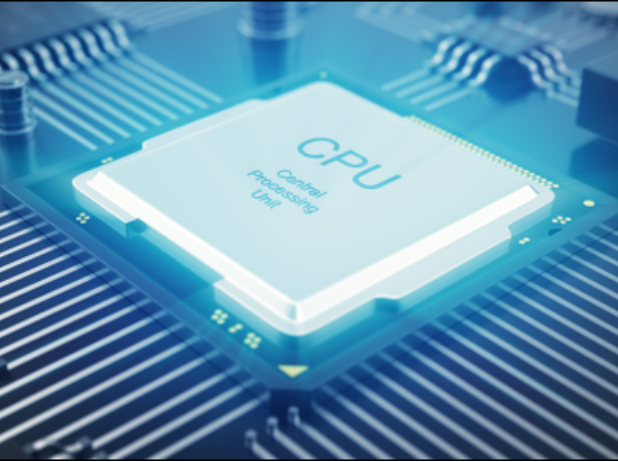 CPU
Central
Processing
Unit